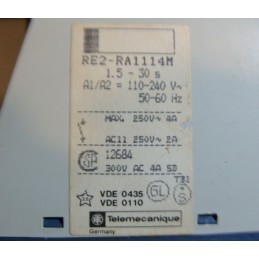 RE2-RA1114M
1.5 - 30 s
A1/A2 = 110-240 V~
50-60 Hz
MAX. 250V~ 4A
AC11 250V~ 2A
12684
300V AC 4A SD
VDE 0435
VDE 0110
GL
S
Telemecanique
Germany